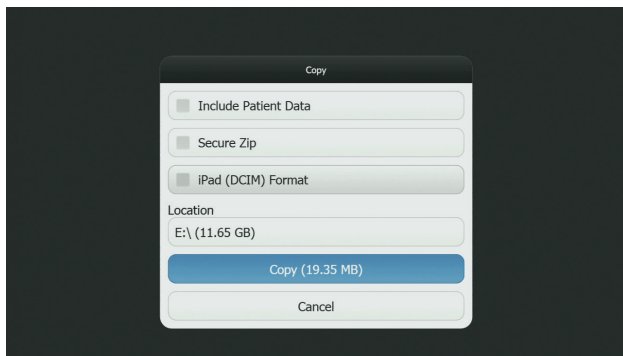 Copy
Include Patient Data
Secure Zip
iPad (DCIM) Format
Location
E:\ (11.65 GB)
Copy (19.35 MB)
Cancel